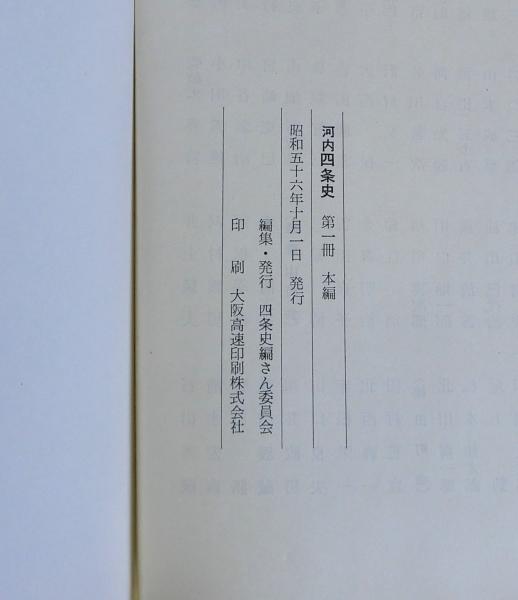 河内四条史　第一冊　本編
昭和五十六年十月一日　発行
編集・発行　四条史編さん委員会
印　刷　大阪高速印刷株式会社